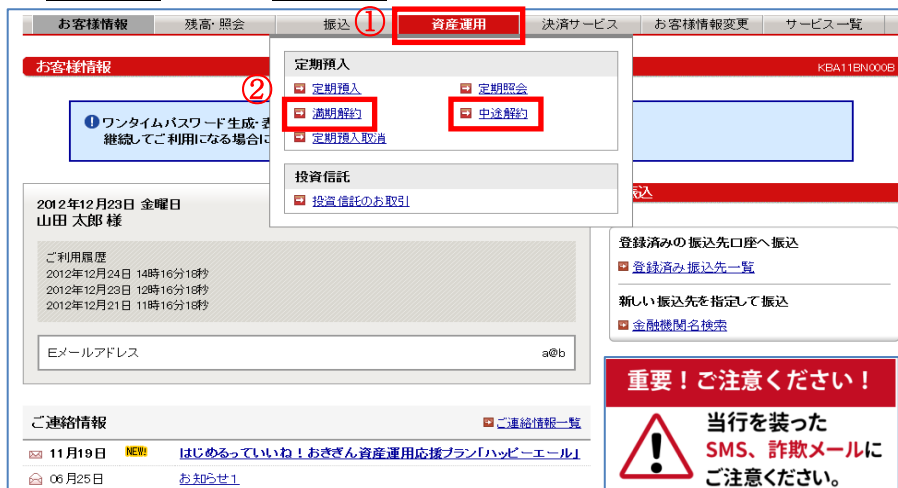 お客様情報 残高・照会 振込 ① 資産運用 決済サービス お客様情報変更 サービス一覧
お客様情報 KBA11BN000B
定期預入
② 定期預入 定期照会
満期解約 中途解約
定期預入取消
投資信託
投資信託のお取引
ワンタイムパスワード生成・表
継続してご利用になる場合に
2012年12月23日 金曜日
山田 太郎 様
ご利用履歴
2012年12月24日 14時16分18秒
2012年12月23日 12時16分18秒
2012年12月21日 11時16分18秒
Eメールアドレス a@b
振込
登録済みの振込先口座へ振込
登録済み振込先一覧
新しい振込先を指定して振込
金融機関名検索
ご連絡情報 ご連絡情報一覧
11月19日 NEW! はじめるっていいね！おきぎん資産運用応援プラン「ハッピーエール」
06月25日 お知らせ1
重要！ご注意ください！
当行を装った
SMS、詐欺メールに
ご注意ください。